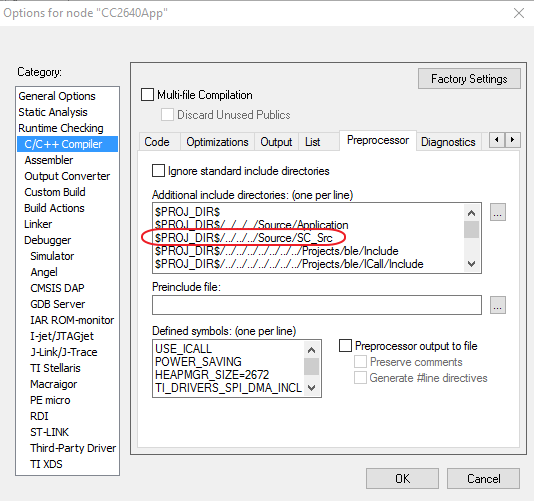 Options for node "CC2640App"
Category:
General Options
Static Analysis
Runtime Checking
C/C++ Compiler
Assembler
Output Converter
Custom Build
Build Actions
Linker
Debugger
Simulator
Angel
CMSIS DAP
GDB Server
IAR ROM-monitor
I-jet/JTAGjet
J-Link/J-Trace
TI Stellaris
Macraigor
PE micro
RDI
ST-LINK
Third-Party Driver
TI XDS
Factory Settings
Multi-file Compilation
Discard Unused Publics
Code Optimizations Output List Preprocessor Diagnostics
Ignore standard include directories
Additional include directories: (one per line)
$PROJ_DIR$
$PROJ_DIR$/../../../Source/Application
$PROJ_DIR$/../../../Source/SC_Src
$PROJ_DIR$/../../../../../../../Projects/ble/Include
$PROJ_DIR$/../../../../../../../Projects/ble/ICall/Include
...
Preinclude file:
...
Defined symbols: (one per line)
USE_ICALL
POWER_SAVING
HEAPMGR_SIZE=2672
TI_DRIVERS_SPI_DMA_INCL
Preprocessor output to file
Preserve comments
Generate #line directives
OK Cancel